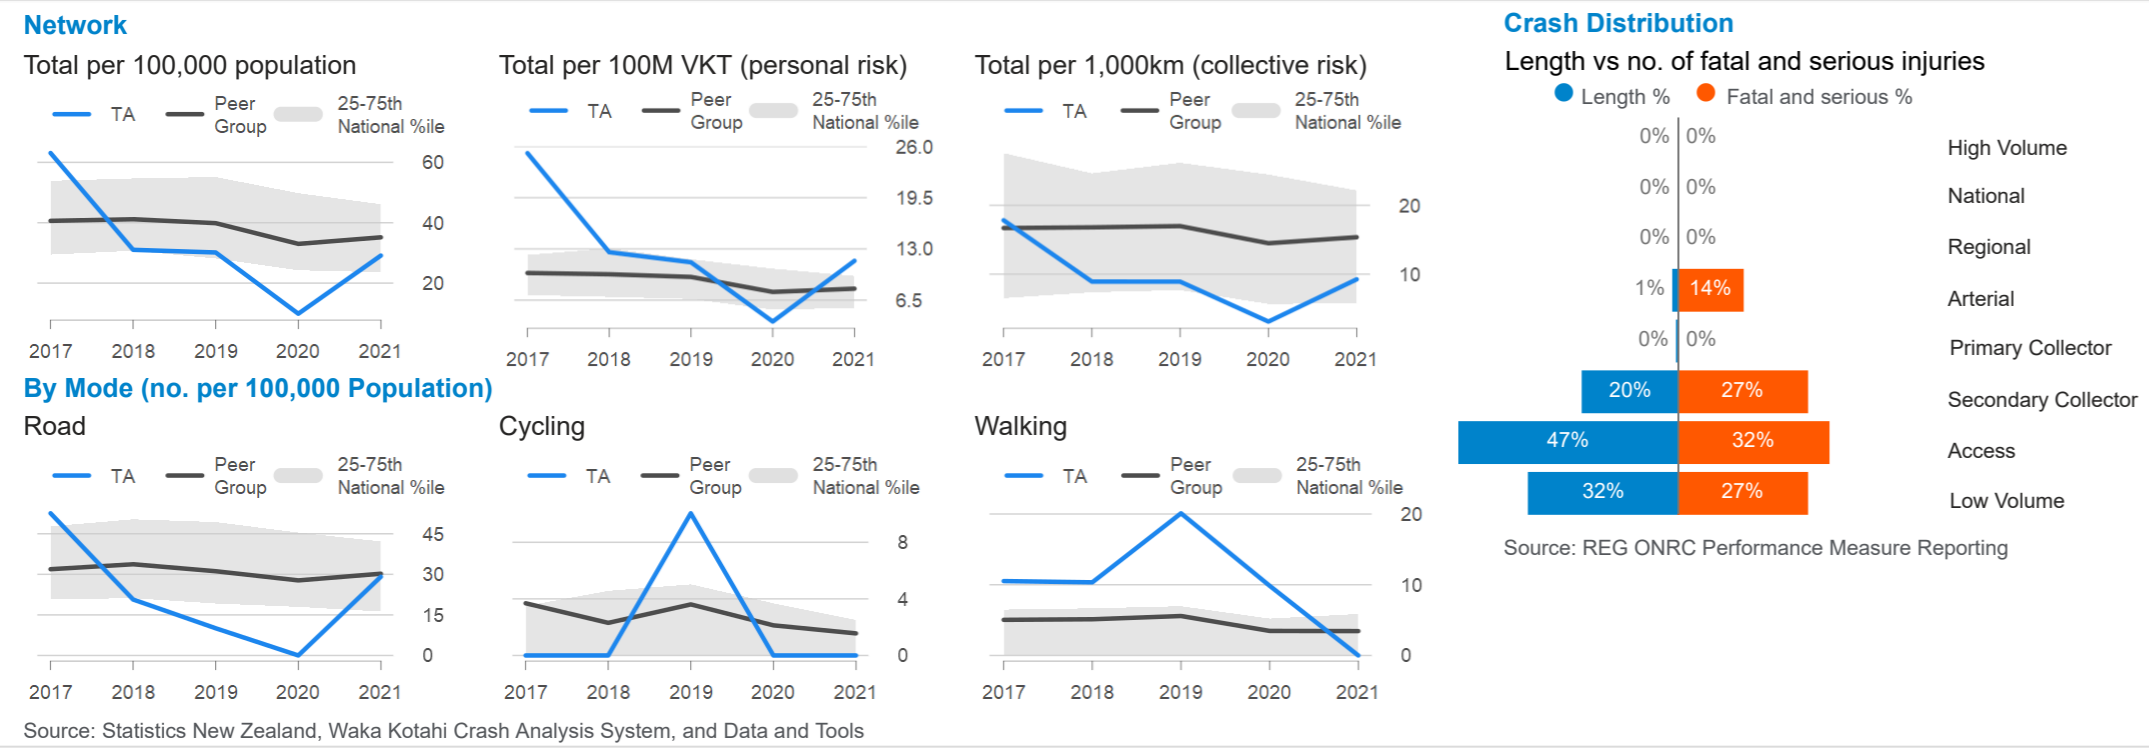 Network
Total per 100,000 population
TA
Peer Group
25-75th National %ile
60
40
20
2017 2018 2019 2020 2021
Total per 100M VKT (personal risk)
TA
Peer Group
25-75th National %ile
26.0
19.5
13.0
6.5
2017 2018 2019 2020 2021
Total per 1,000km (collective risk)
TA
Peer Group
25-75th National %ile
20
10
2017 2018 2019 2020 2021
By Mode (no. per 100,000 Population)
Road
TA
Peer Group
25-75th National %ile
45
30
15
0
2017 2018 2019 2020 2021
Cycling
TA
Peer Group
25-75th National %ile
8
4
0
2017 2018 2019 2020 2021
Walking
TA
Peer Group
25-75th National %ile
20
10
0
2017 2018 2019 2020 2021
Source: Statistics New Zealand, Waka Kotahi Crash Analysis System, and Data and Tools
Crash Distribution
Length vs no. of fatal and serious injuries
Length % Fatal and serious %
0% 0% High Volume
0% 0% National
0% 0% Regional
1% 14% Arterial
0% 0% Primary Collector
20% 27% Secondary Collector
47% 32% Access
32% 27% Low Volume
Source: REG ONRC Performance Measure Reporting